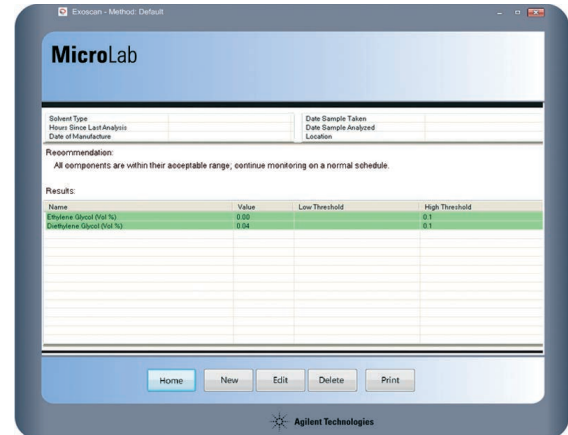 Exoscan - Method: Default
MicroLab
Solvent Type
Hours Since Last Analysis
Date of Manufacture
Date Sample Taken
Date Sample Analyzed
Location
Recommendation:
All components are within their acceptable range; continue monitoring on a normal schedule.
Results:
Name Value Low Threshold High Threshold
Ethylene Glycol (Vol %) 0.00 0.1
Diethylene Glycol (Vol %) 0.04 0.1
Home New Edit Delete Print
Agilent Technologies